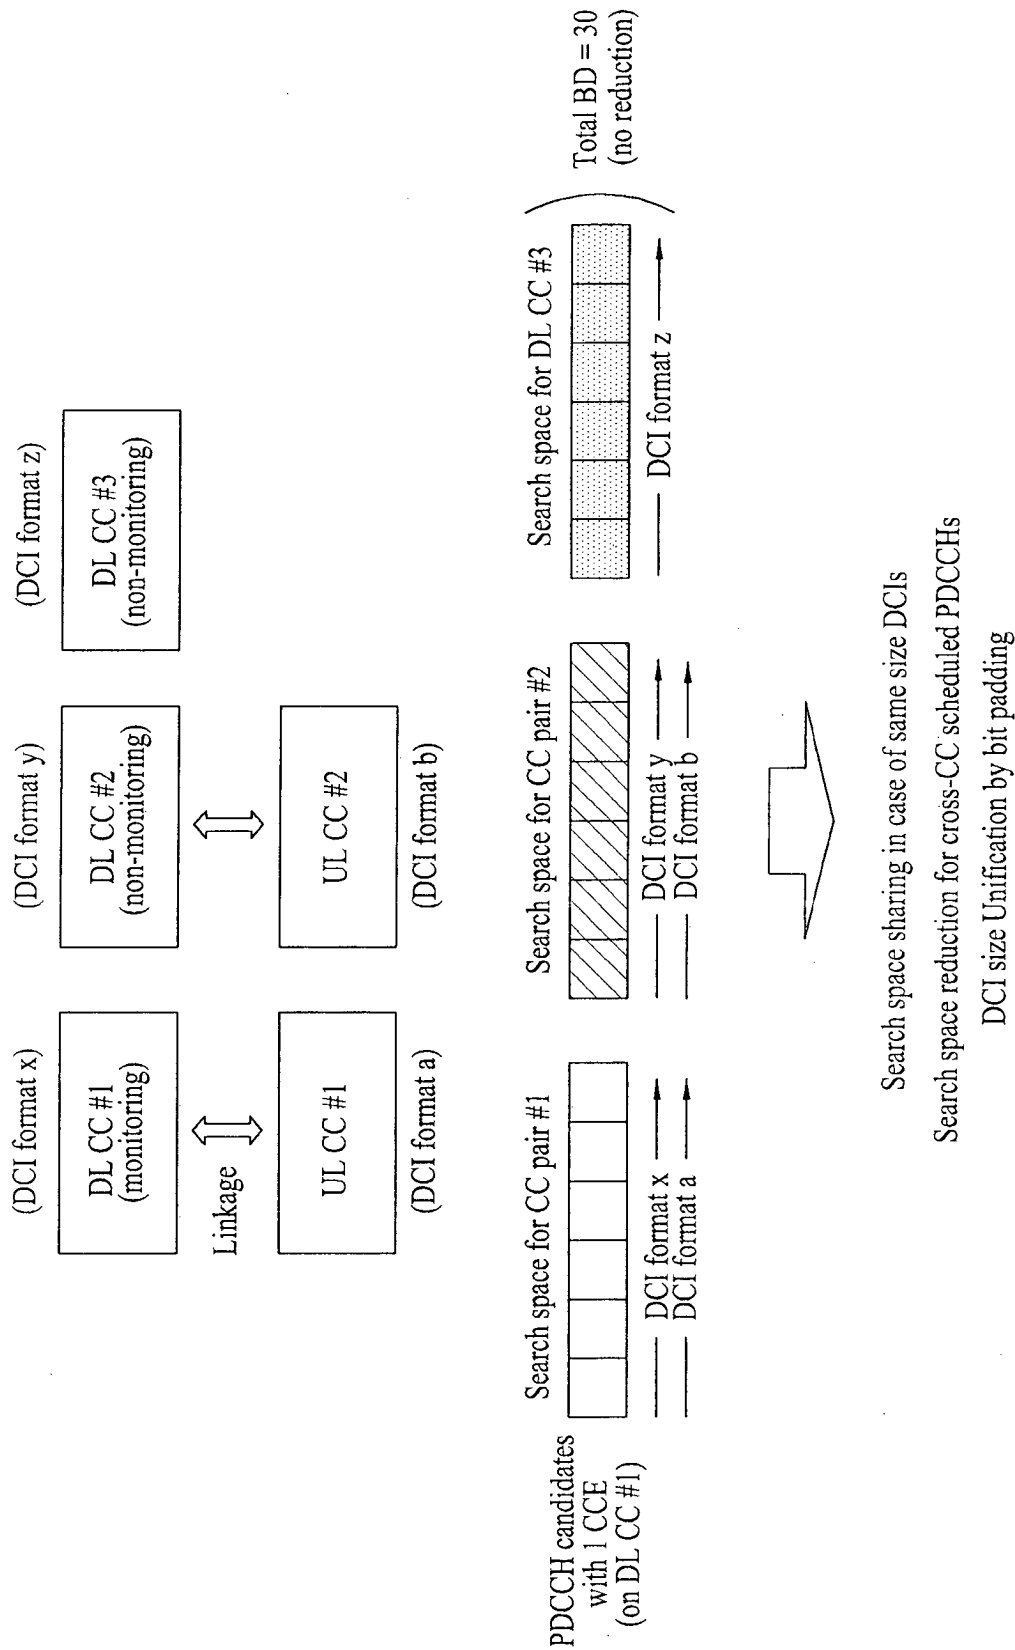 (DCI format x)
(DCI format y)
(DCI format z)
DL CC #1
(monitoring)
DL CC #2
(non-monitoring)
DL CC #3
(non-monitoring)
Linkage
UL CC #1
UL CC #2
(DCI format a)
(DCI format b)
PDCCH candidates
with 1 CCE
(on DL CC #1)
Search space for CC pair #1
DCI format x
DCI format a
Search space for CC pair #2
DCI format y
DCI format b
Search space for DL CC #3
DCI format z
Total BD = 30
(no reduction)
Search space sharing in case of same size DCIs
Search space reduction for cross-CC scheduled PDCCHs
DCI size Unification by bit padding